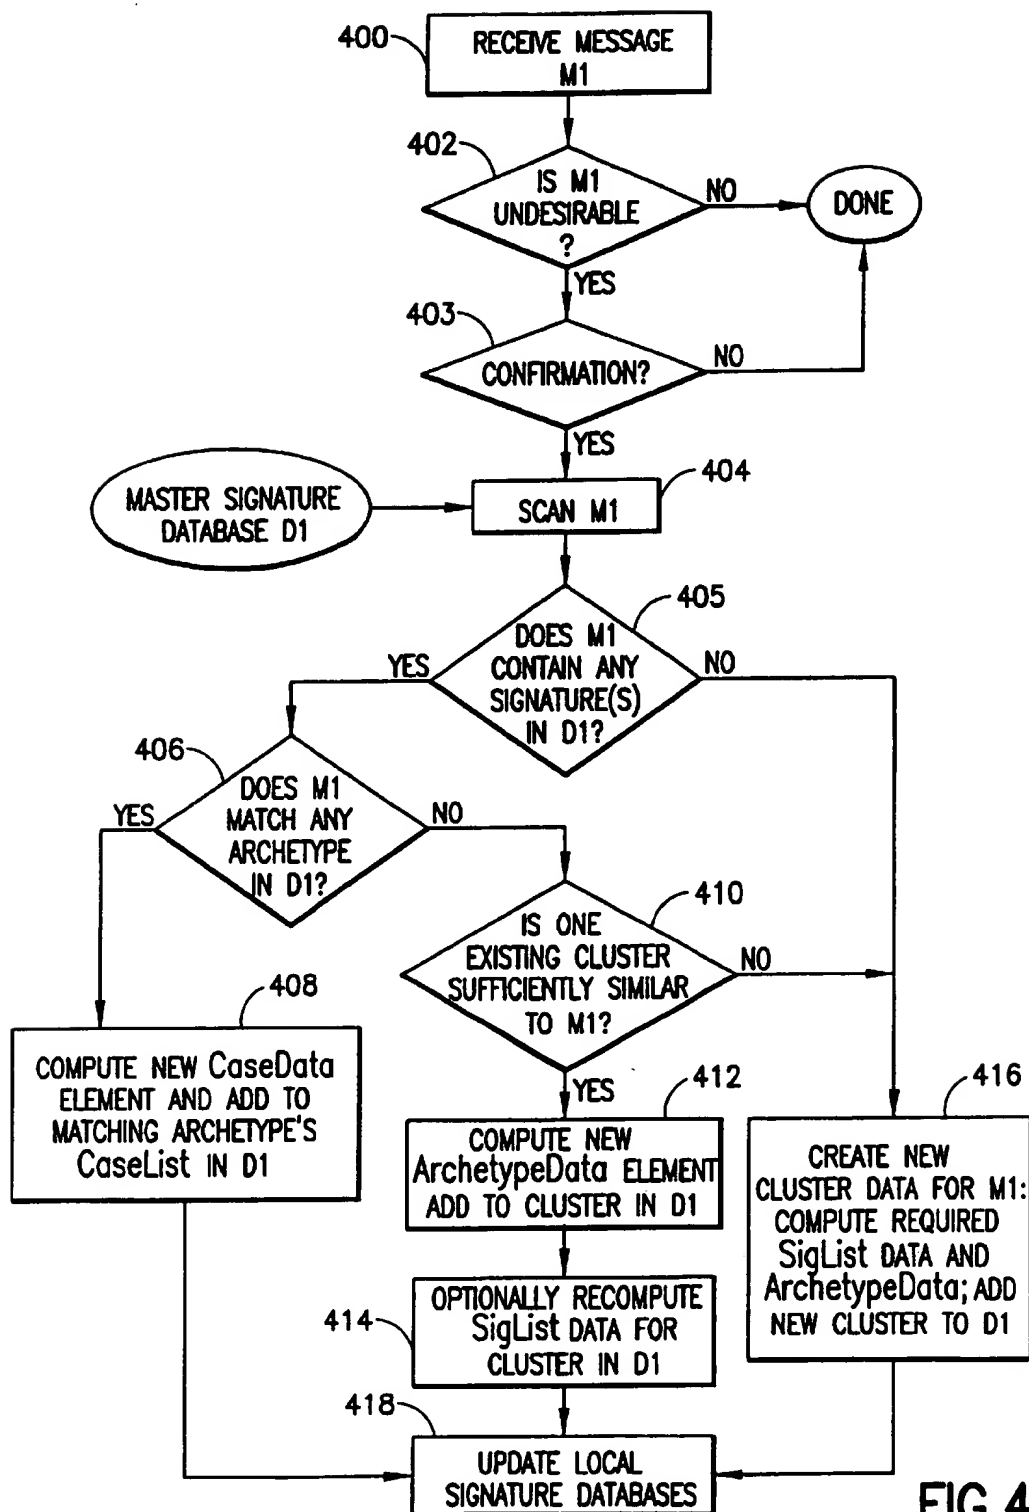 400
RECEIVE MESSAGE
M1
402
IS M1
UNDESIRABLE
?
NO
DONE
YES
403
CONFIRMATION?
NO
YES
404
MASTER SIGNATURE
DATABASE D1
SCAN M1
405
DOES M1
CONTAIN ANY
SIGNATURE(S)
IN D1?
YES
NO
406
DOES M1
MATCH ANY
ARCHETYPE
IN D1?
YES
NO
410
IS ONE
EXISTING CLUSTER
SUFFICIENTLY SIMILAR
TO M1?
NO
YES
408
COMPUTE NEW CaseData
ELEMENT AND ADD TO
MATCHING ARCHETYPE'S
CaseList IN D1
412
COMPUTE NEW
ArchetypeData ELEMENT
ADD TO CLUSTER IN D1
416
CREATE NEW
CLUSTER DATA FOR M1:
COMPUTE REQUIRED
SigList DATA AND
ArchetypeData; ADD
NEW CLUSTER TO D1
414
OPTIONALLY RECOMPUTE
SigList DATA FOR
CLUSTER IN D1
418
UPDATE LOCAL
SIGNATURE DATABASES
FIG.4